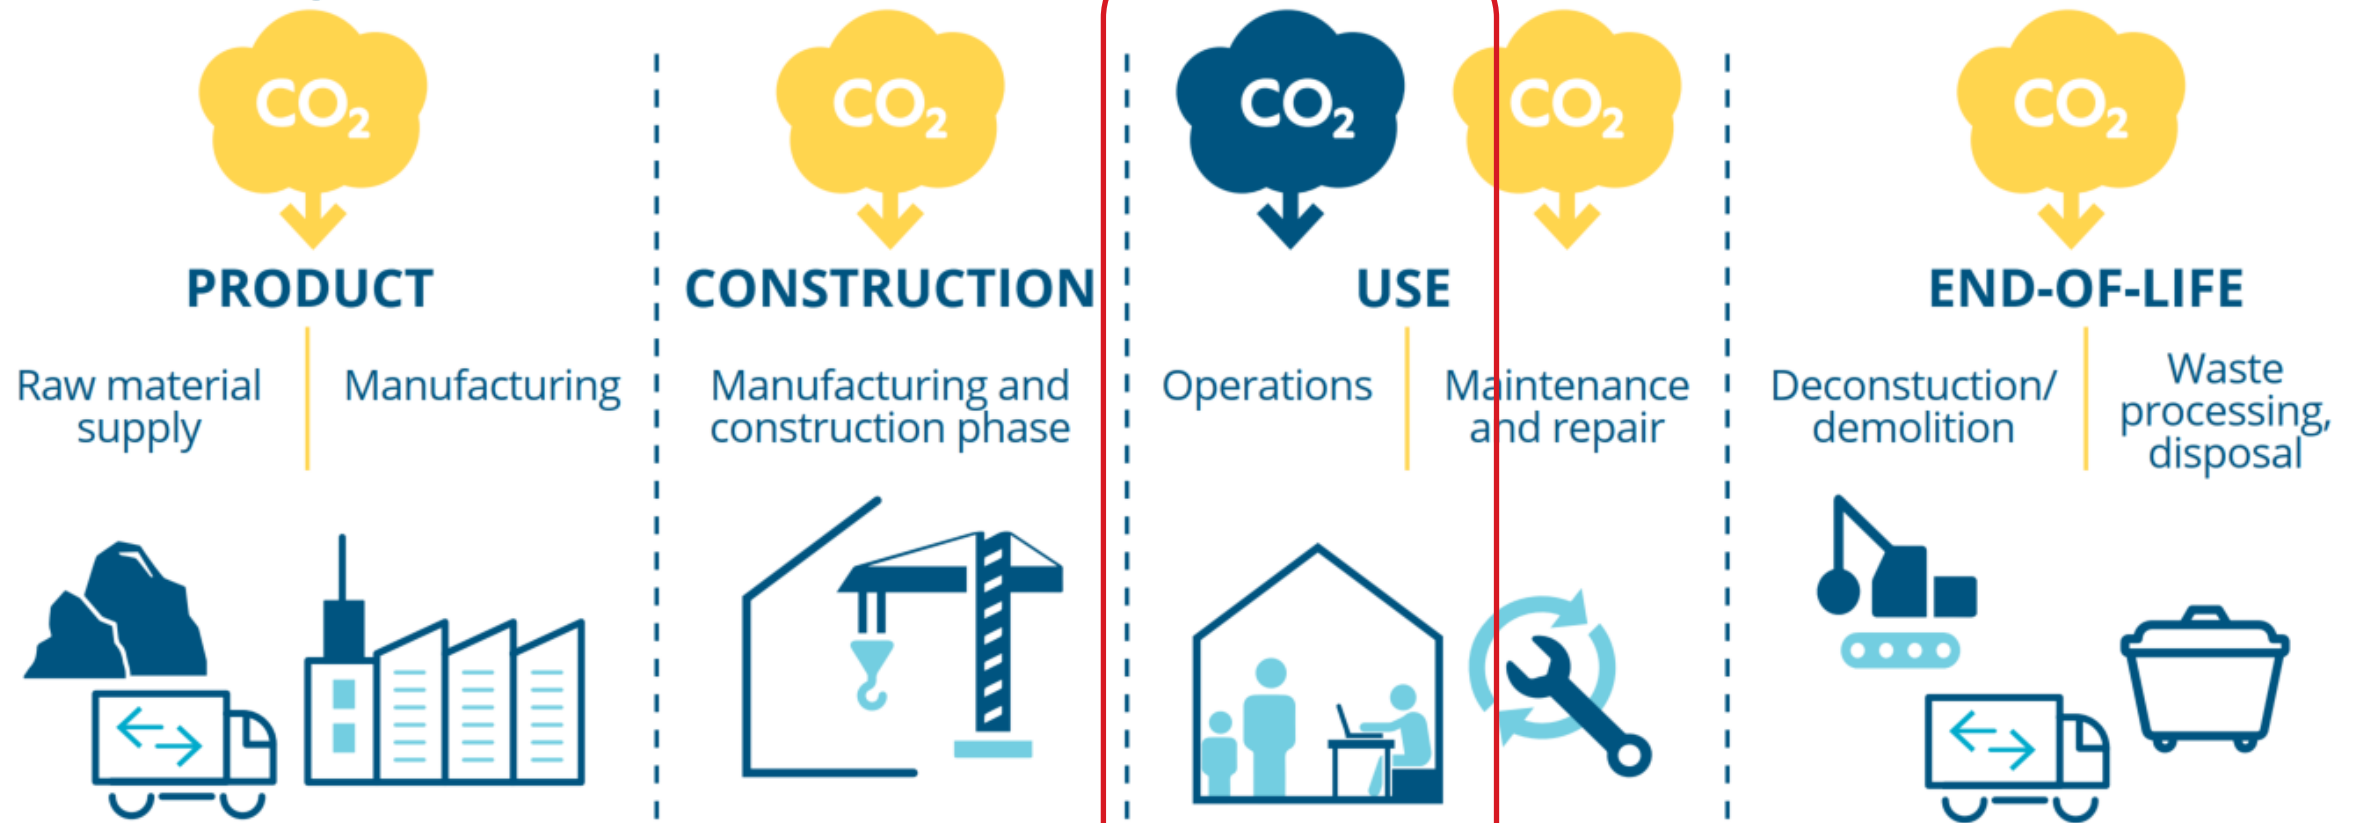 CO₂
CO₂
CO₂
CO₂
CO₂
PRODUCT
Raw material
supply
Manufacturing
CONSTRUCTION
Manufacturing and
construction phase
USE
Operations
Maintenance
and repair
END-OF-LIFE
Deconstuction/
demolition
Waste
processing,
disposal